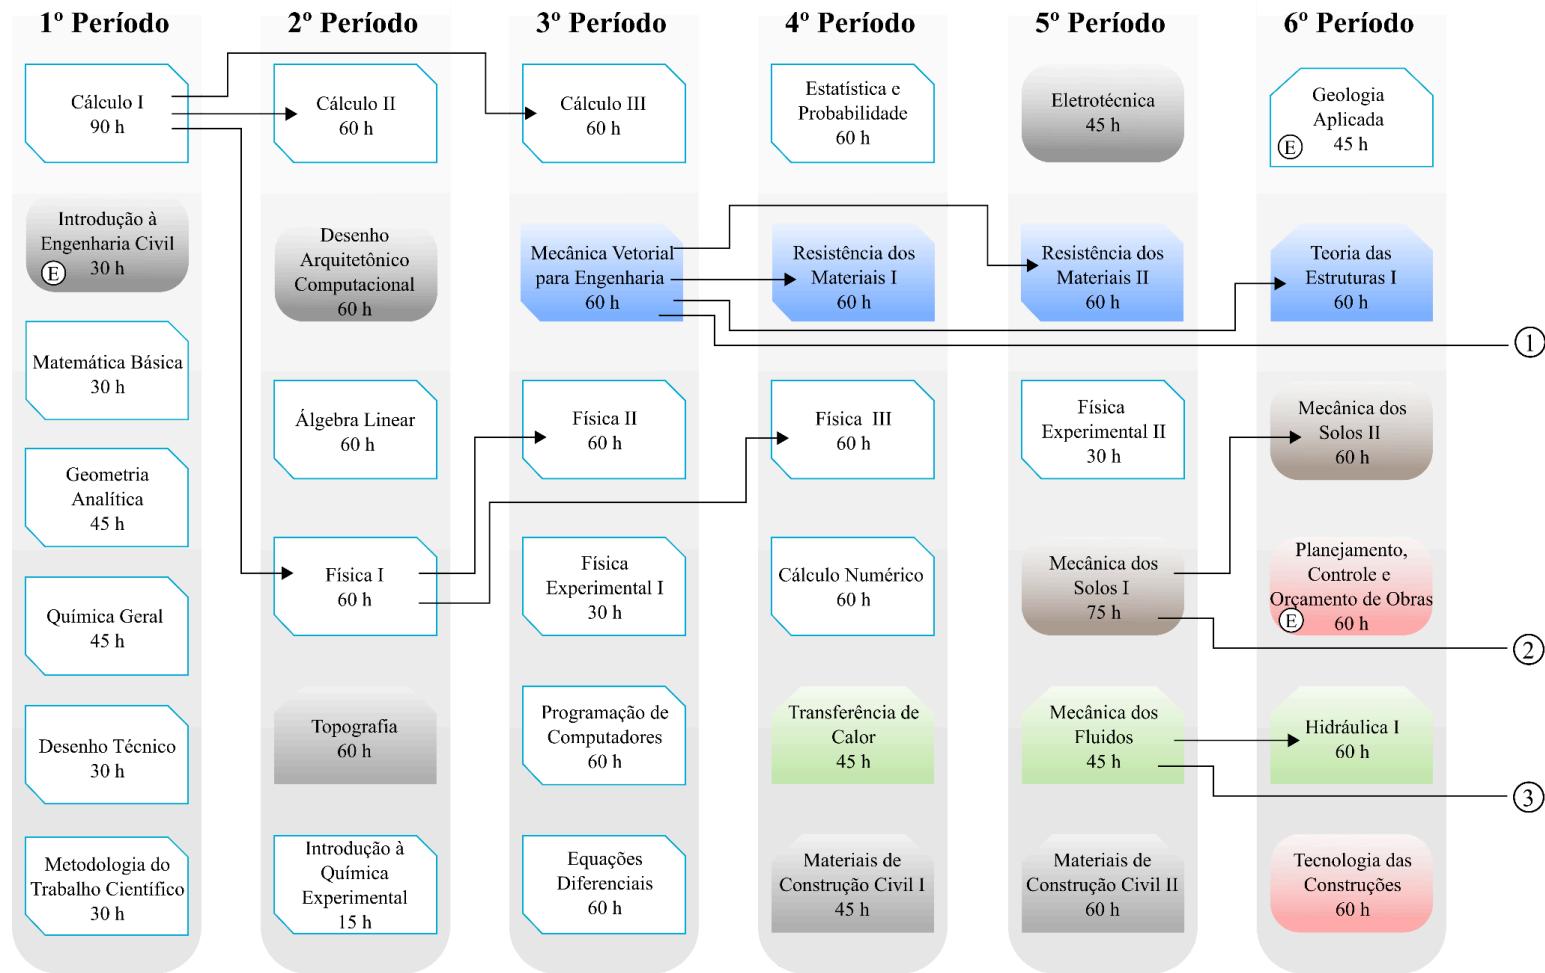 1º Período
2º Período
3º Período
4º Período
5º Período
6º Período
Cálculo I
90 h
Introdução à
Engenharia Civil
E
30 h
Matemática Básica
30 h
Geometria
Analítica
45 h
Química Geral
45 h
Desenho Técnico
30 h
Metodologia do
Trabalho Científico
30 h
Cálculo II
60 h
Desenho
Arquitetônico
Computacional
60 h
Álgebra Linear
60 h
Física I
60 h
Topografia
60 h
Introdução à
Química
Experimental
15 h
Cálculo III
60 h
Mecânica Vetorial
para Engenharia
60 h
Física II
60 h
Física
Experimental I
30 h
Programação de
Computadores
60 h
Equações
Diferenciais
60 h
Estatística e
Probabilidade
60 h
Resistência dos
Materiais I
60 h
Física III
60 h
Cálculo Numérico
60 h
Transferência de
Calor
45 h
Materiais de
Construção Civil I
45 h
Eletrotécnica
45 h
Resistência dos
Materiais II
60 h
Física
Experimental II
30 h
Mecânica dos
Solos I
75 h
Mecânica dos
Fluidos
45 h
Materiais de
Construção Civil II
60 h
Geologia
Aplicada
E
45 h
Teoria das
Estruturas I
60 h
1
Mecânica dos
Solos II
60 h
Planejamento,
Controle e
Orçamento de Obras
E
60 h
2
Hidráulica I
60 h
3
Tecnologia das
Construções
60 h